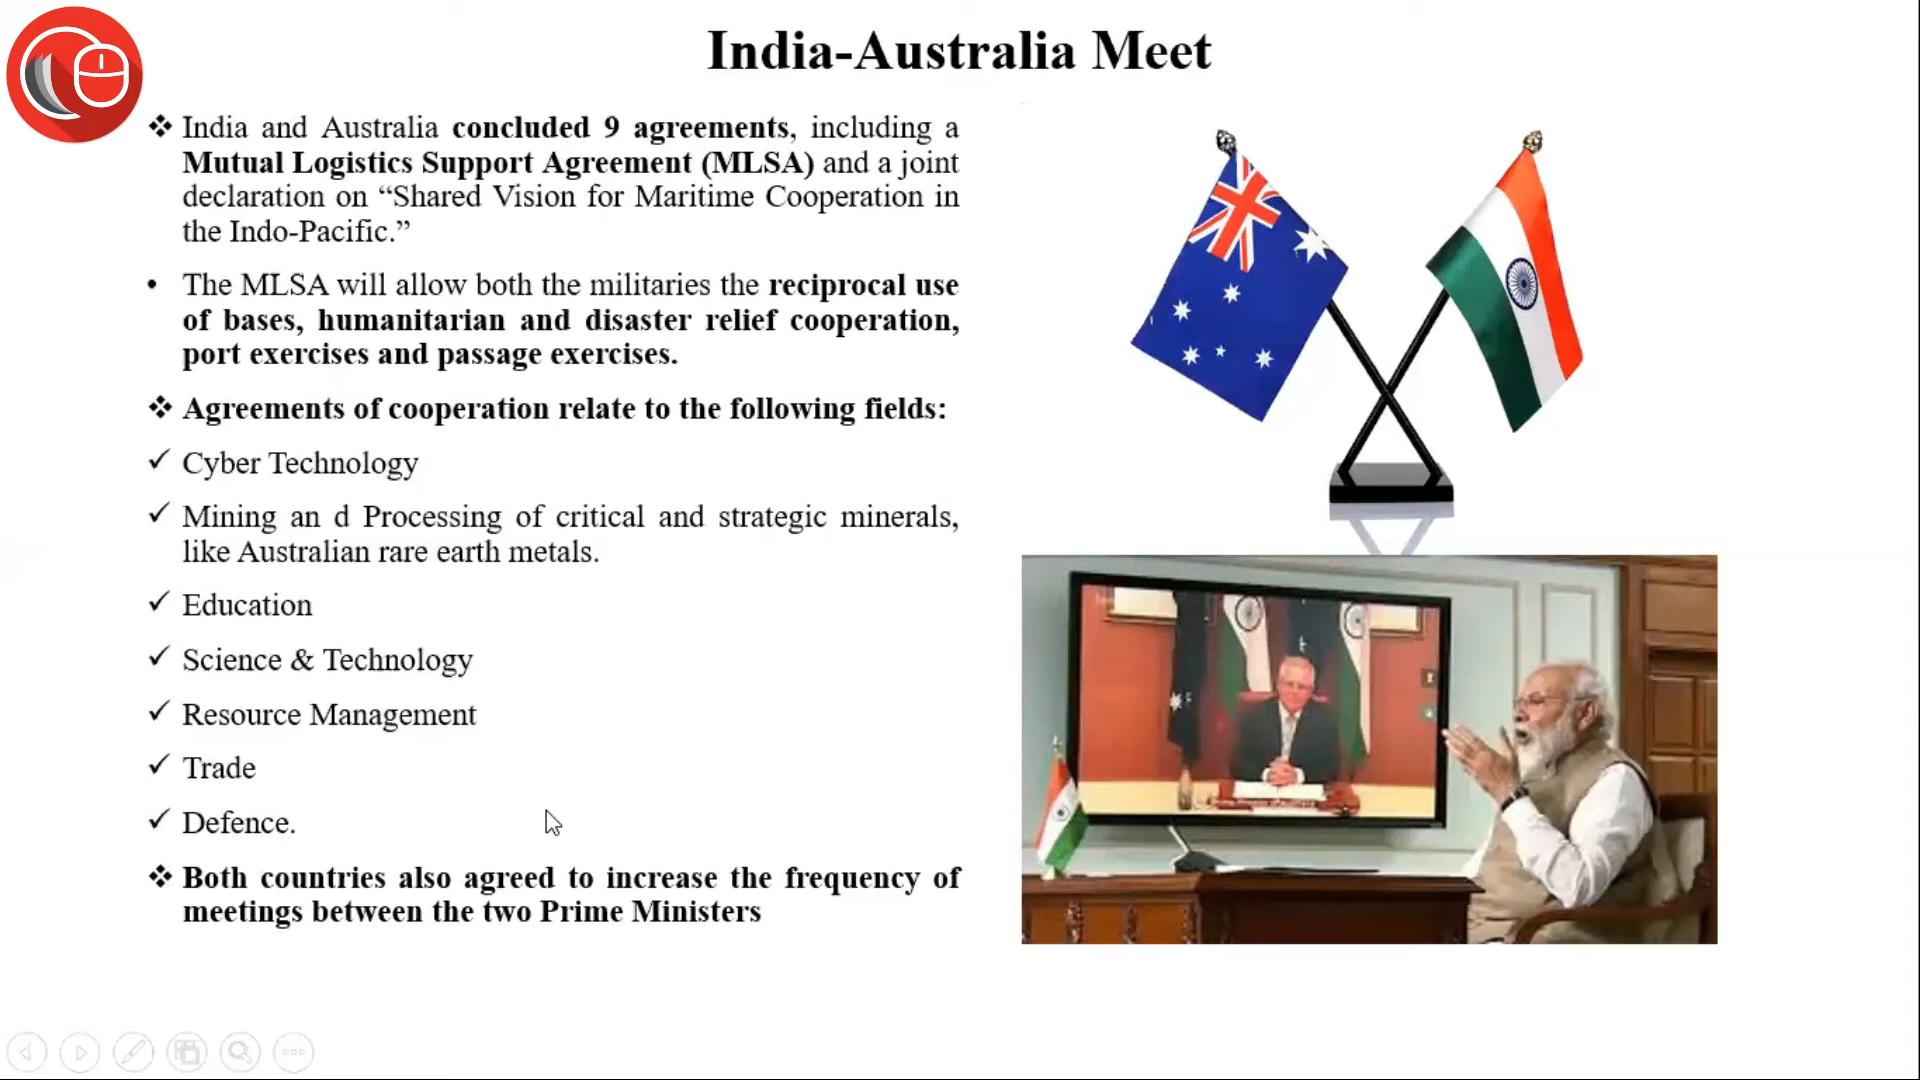 India-Australia Meet
❖ India and Australia concluded 9 agreements, including a
Mutual Logistics Support Agreement (MLSA) and a joint
declaration on “Shared Vision for Maritime Cooperation in
the Indo-Pacific.”
• The MLSA will allow both the militaries the reciprocal use
of bases, humanitarian and disaster relief cooperation,
port exercises and passage exercises.
❖ Agreements of cooperation relate to the following fields:
✓ Cyber Technology
✓ Mining an d Processing of critical and strategic minerals,
like Australian rare earth metals.
✓ Education
✓ Science & Technology
✓ Resource Management
✓ Trade
✓ Defence.
❖ Both countries also agreed to increase the frequency of
meetings between the two Prime Ministers